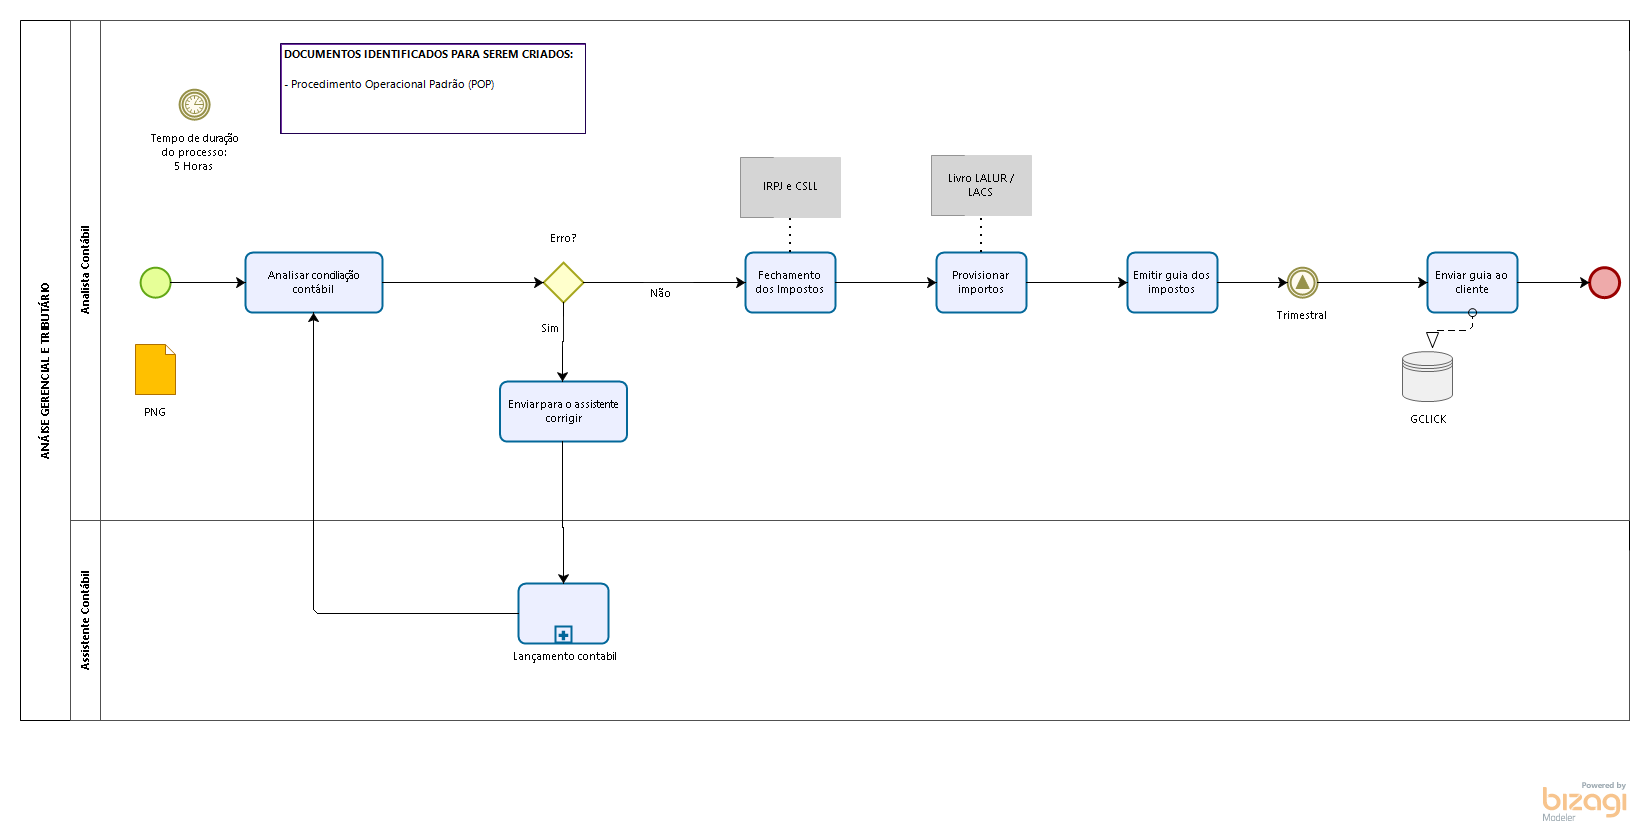 DOCUMENTOS IDENTIFICADOS PARA SEREM CRIADOS:
- Procedimento Operacional Padrão (POP)
Tempo de duração
do processo:
5 Horas
IRPJ e CSLL
Livro LALUR /
LACS
ANÁISE GERENCIAL E TRIBUTÁRIO
Analista Contábil
Erro?
Analisar conciliação
contábil
Não
Sim
Fechamento
dos Impostos
Provisionar
importos
Emitir guia dos
impostos
Trimestral
Enviar guia ao
cliente
PNG
Enviar para o assistente
corrigir
GCLICK
Assistente Contábil
Lançamento contabil
Powered by
bizagi
Modeler